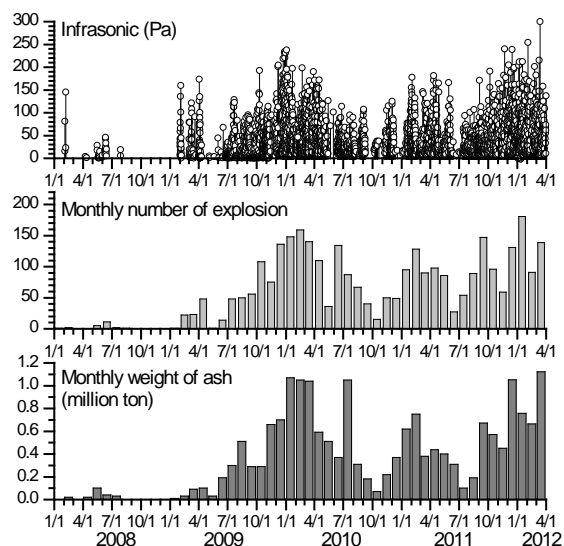 300
Infrasonic (Pa)
250
200
150
100
50
0
1/1 4/1 7/1 10/1 1/1 4/1 7/1 10/1 1/1 4/1 7/1 10/1 1/1 4/1 7/1 10/1 1/1 4/1
200
Monthly number of explosion
150
100
50
0
1/1 4/1 7/1 10/1 1/1 4/1 7/1 10/1 1/1 4/1 7/1 10/1 1/1 4/1 7/1 10/1 1/1 4/1
1.2
Monthly weight of ash
1.0
(million ton)
0.8
0.6
0.4
0.2
0.0
1/1 4/1 7/1 10/1 1/1 4/1 7/1 10/1 1/1 4/1 7/1 10/1 1/1 4/1 7/1 10/1 1/1 4/1
2008 2009 2010 2011 2012